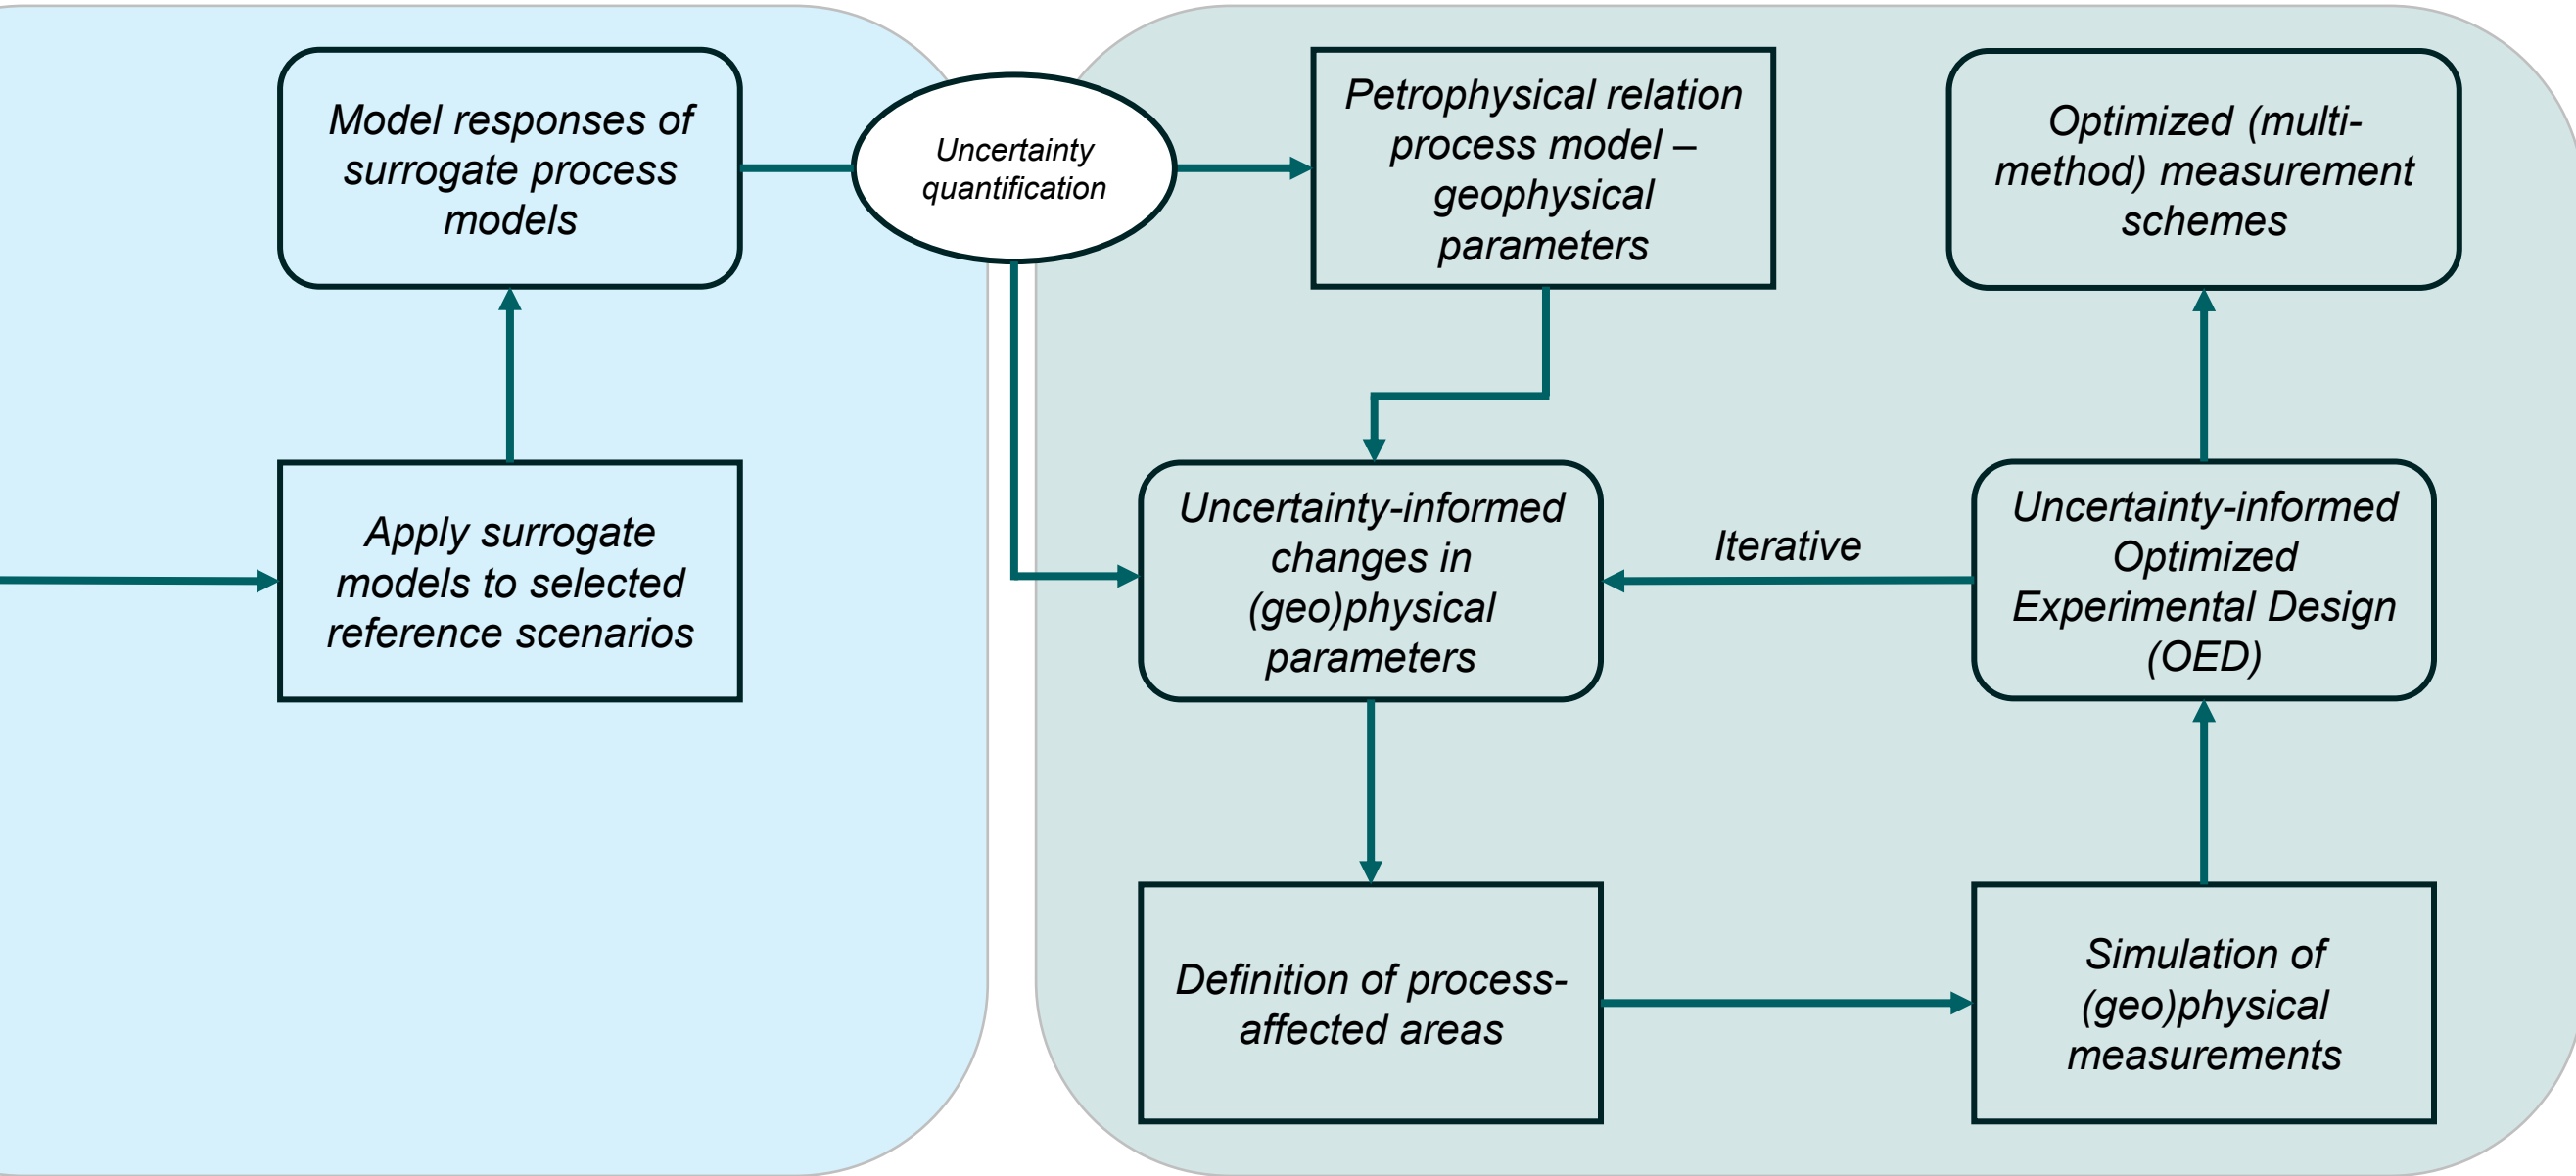 Model responses of
surrogate process
models
Uncertainty
quantification
Petrophysical relation
process model –
geophysical
parameters
Optimized (multi-
method) measurement
schemes
Apply surrogate
models to selected
reference scenarios
Uncertainty-informed
changes in
(geo)physical
parameters
Iterative
Uncertainty-informed
Optimized
Experimental Design
(OED)
Definition of process-
affected areas
Simulation of
(geo)physical
measurements